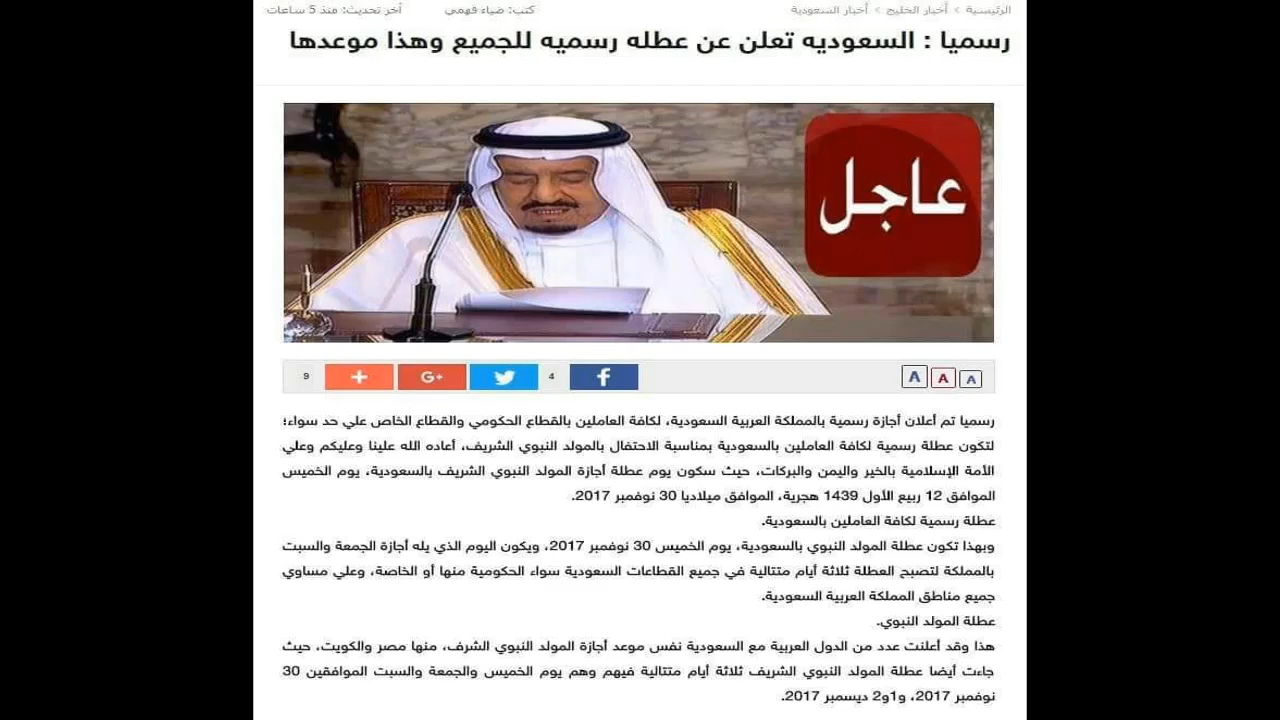 الرئيسية > أخبار الخليج > أخبار السعودية
كتب: ضياء فهمي
آخر تحديث: منذ 5 ساعات
رسميا : السعوديه تعلن عن عطله رسميه للجميع وهذا موعدها
عاجل
9
+
G+
4
f
A A A
رسميا تم أعلان أجازة رسمية بالمملكة العربية السعودية، لكافة العاملين بالقطاع الحكومي والقطاع الخاص علي حد سواء؛
لتكون عطلة رسمية لكافة العاملين بالسعودية بمناسبة الاحتفال بالمولد النبوي الشريف، أعاده الله علينا وعليكم وعلي
الأمة الإسلامية بالخير واليمن والبركات، حيث سكون يوم عطلة أجازة المولد النبوي الشريف بالسعودية، يوم الخميس
الموافق 12 ربيع الأول 1439 هجرية، الموافق ميلاديا 30 نوفمبر 2017.
عطلة رسمية لكافة العاملين بالسعودية.
وبهذا تكون عطلة المولد النبوي بالسعودية، يوم الخميس 30 نوفمبر 2017، ويكون اليوم الذي يله أجازة الجمعة والسبت
بالمملكة لتصبح العطلة ثلاثة أيام متتالية في جميع القطاعات السعودية سواء الحكومية منها أو الخاصة، وعلي مساوي
جميع مناطق المملكة العربية السعودية.
عطلة المولد النبوي.
هذا وقد أعلنت عدد من الدول العربية مع السعودية نفس موعد أجازة المولد النبوي الشرف، منها مصر والكويت، حيث
جاءت أيضا عطلة المولد النبوي الشريف ثلاثة أيام متتالية فيهم وهم يوم الخميس والجمعة والسبت الموافقين 30
نوفمبر 2017، و1و2 ديسمبر 2017.